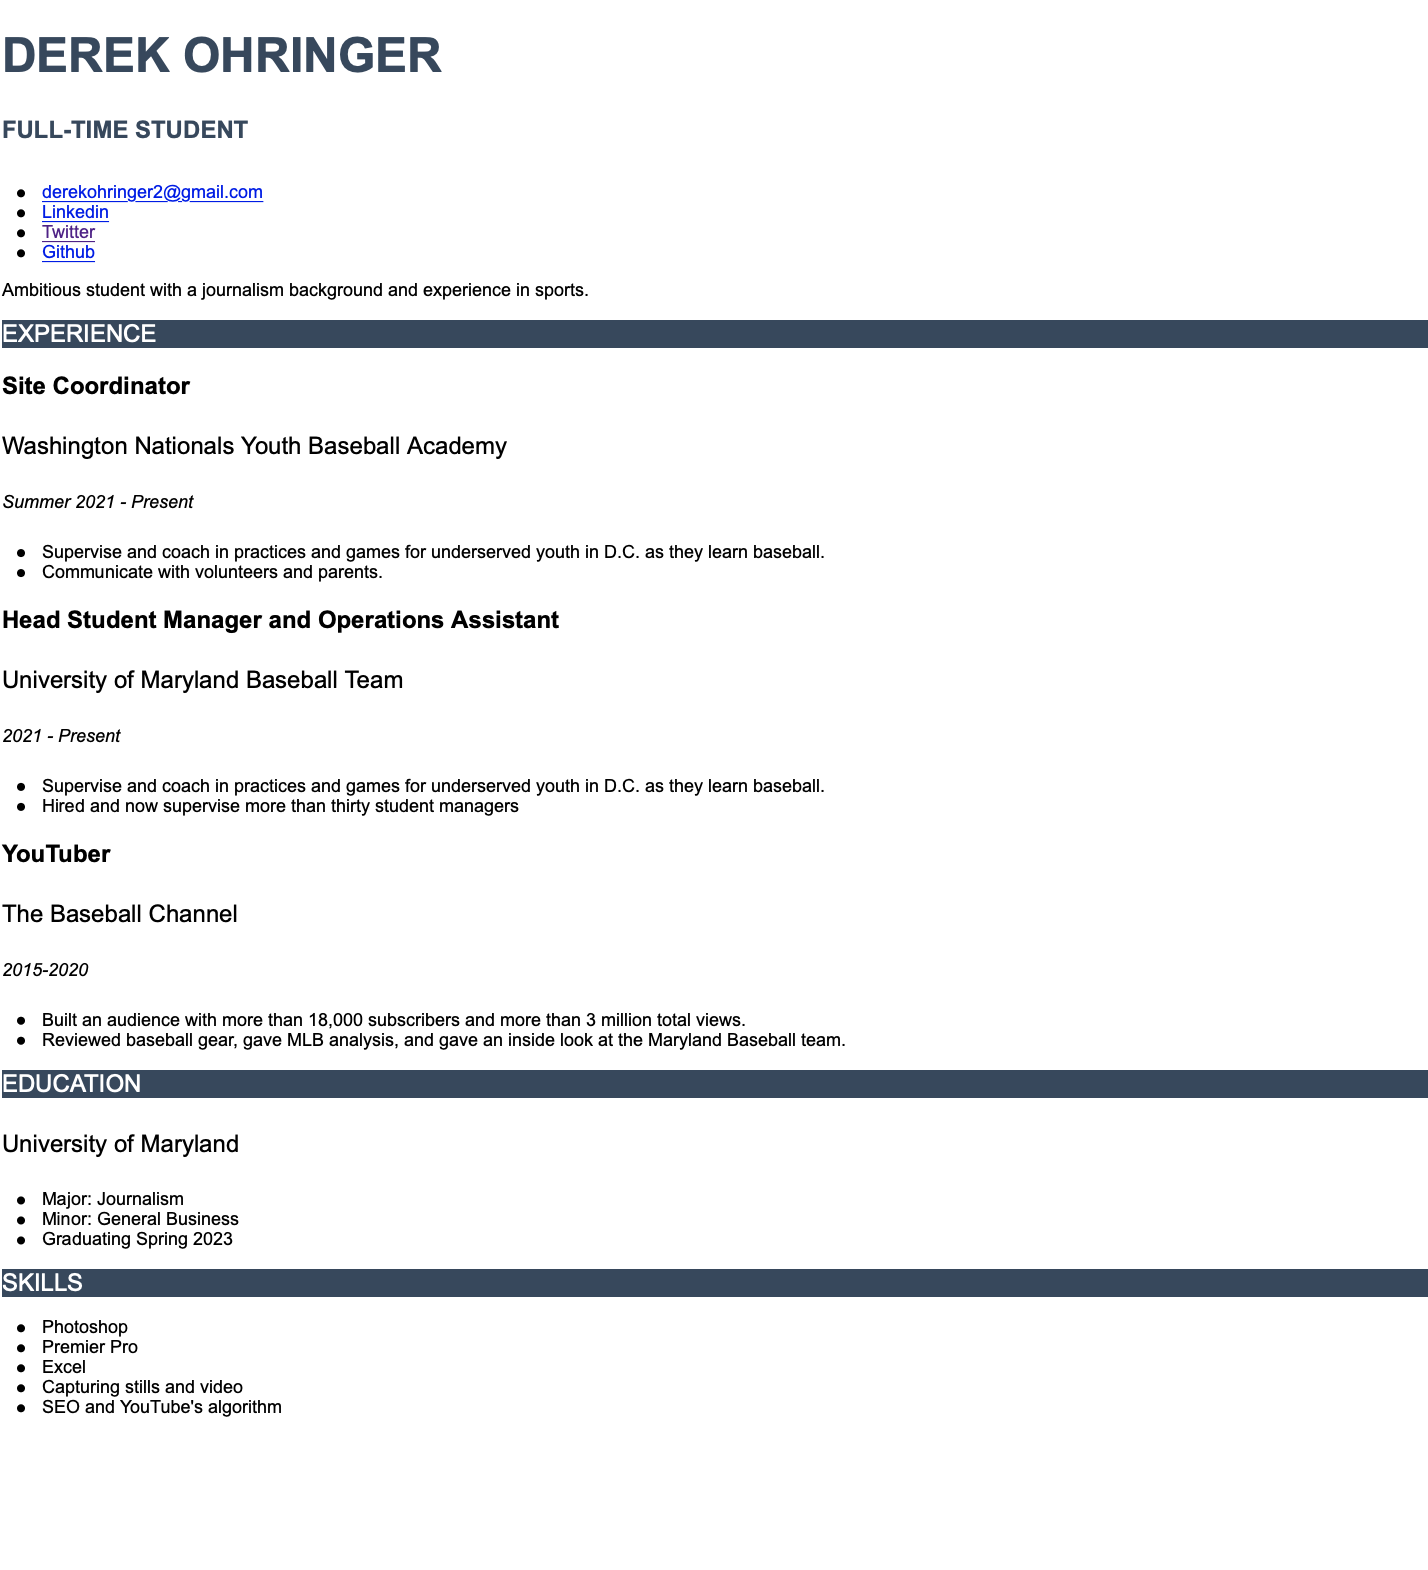 DEREK OHRINGER
FULL-TIME STUDENT
● derekohringer2@gmail.com
● Linkedin
● Twitter
● Github
Ambitious student with a journalism background and experience in sports.
EXPERIENCE
Site Coordinator
Washington Nationals Youth Baseball Academy
Summer 2021 - Present
● Supervise and coach in practices and games for underserved youth in D.C. as they learn baseball.
● Communicate with volunteers and parents.
Head Student Manager and Operations Assistant
University of Maryland Baseball Team
2021 - Present
● Supervise and coach in practices and games for underserved youth in D.C. as they learn baseball.
● Hired and now supervise more than thirty student managers
YouTuber
The Baseball Channel
2015-2020
● Built an audience with more than 18,000 subscribers and more than 3 million total views.
● Reviewed baseball gear, gave MLB analysis, and gave an inside look at the Maryland Baseball team.
EDUCATION
University of Maryland
● Major: Journalism
● Minor: General Business
● Graduating Spring 2023
SKILLS
● Photoshop
● Premier Pro
● Excel
● Capturing stills and video
● SEO and YouTube's algorithm